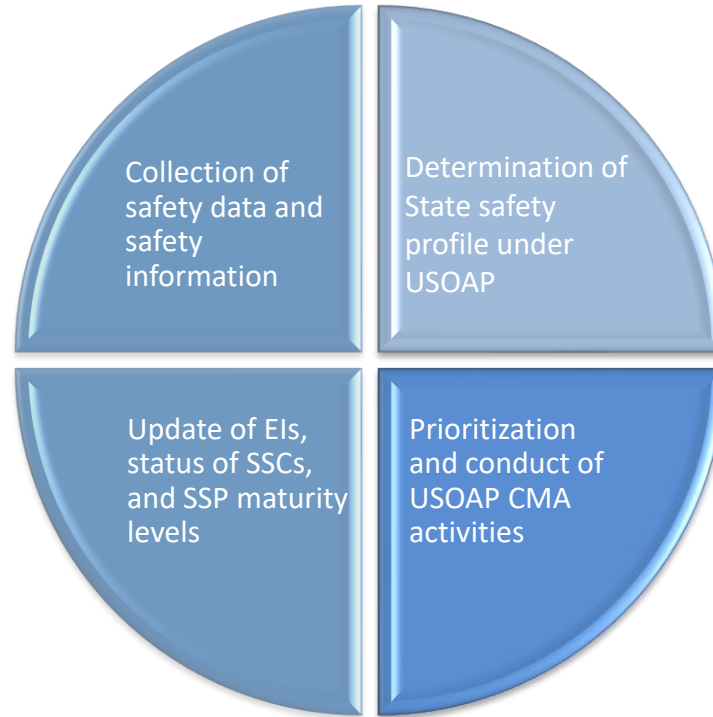 Collection of
safety data and
safety
information
Determination of
State safety
profile under
USOAP
Update of EIs,
status of SSCs,
and SSP maturity
levels
Prioritization
and conduct of
USOAP CMA
activities